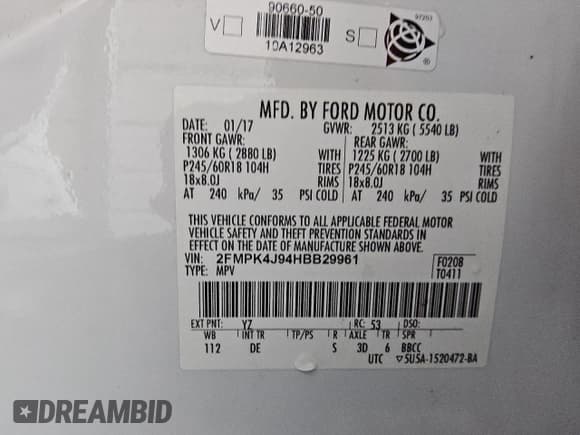 90660-50
V S
10A12963
97253
®
MFD. BY FORD MOTOR CO.
DATE: 01/17 GVWR: 2513 KG ( 5540 LB)
FRONT GAWR: REAR GAWR:
1306 KG ( 2880 LB) WITH 1225 KG ( 2700 LB) WITH
P245/60R18 104H TIRES P245/60R18 104H TIRES
18x8.0J RIMS 18x8.0J RIMS
AT 240 kPa/ 35 PSI COLD AT 240 kPa/ 35 PSI COLD
THIS VEHICLE CONFORMS TO ALL APPLICABLE FEDERAL MOTOR
VEHICLE SAFETY AND THEFT PREVENTION STANDARDS IN
EFFECT ON THE DATE OF MANUFACTURE SHOWN ABOVE.
VIN: 2FMPK4J94HBB29961 F0208
TYPE: MPV T0411
EXT PNT: YZ RC: 53 DSO:
WB INT TR TP/PS R AXLE TR SPR
112 DE S 3D 6 BBCC
UTC ▽5U5A-1520472-BA
DREAMBID